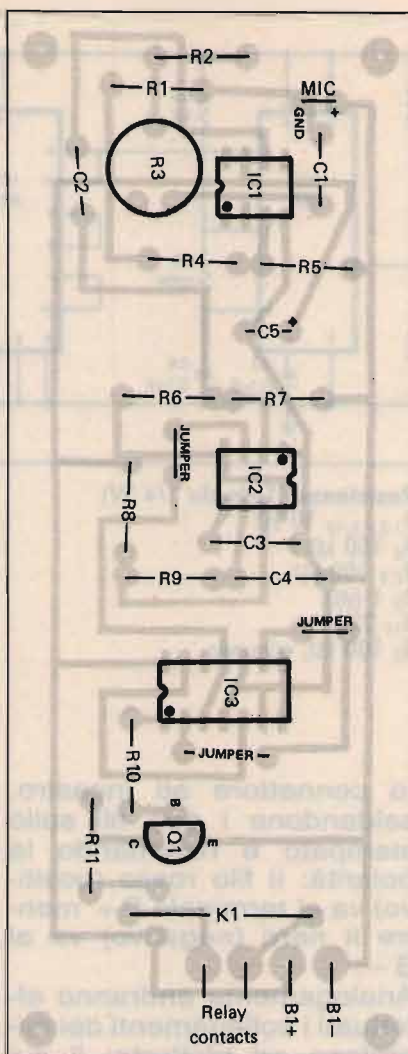 R2
R1
MIC
+
GND
R3
IC1
C1
C2
R4
R5
C5
+
R6
R7
JUMPER
IC2
R8
C3
R9
C4
JUMPER
IC3
JUMPER
R10
B
Q1
C
E
R11
K1
Relay
contacts
B1+
B1-